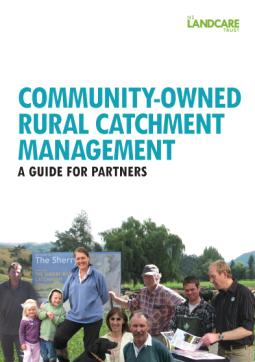 NZ
LANDCARE
TRUST
COMMUNITY-OWNED
RURAL CATCHMENT
MANAGEMENT
A GUIDE FOR PARTNERS
The Sherry